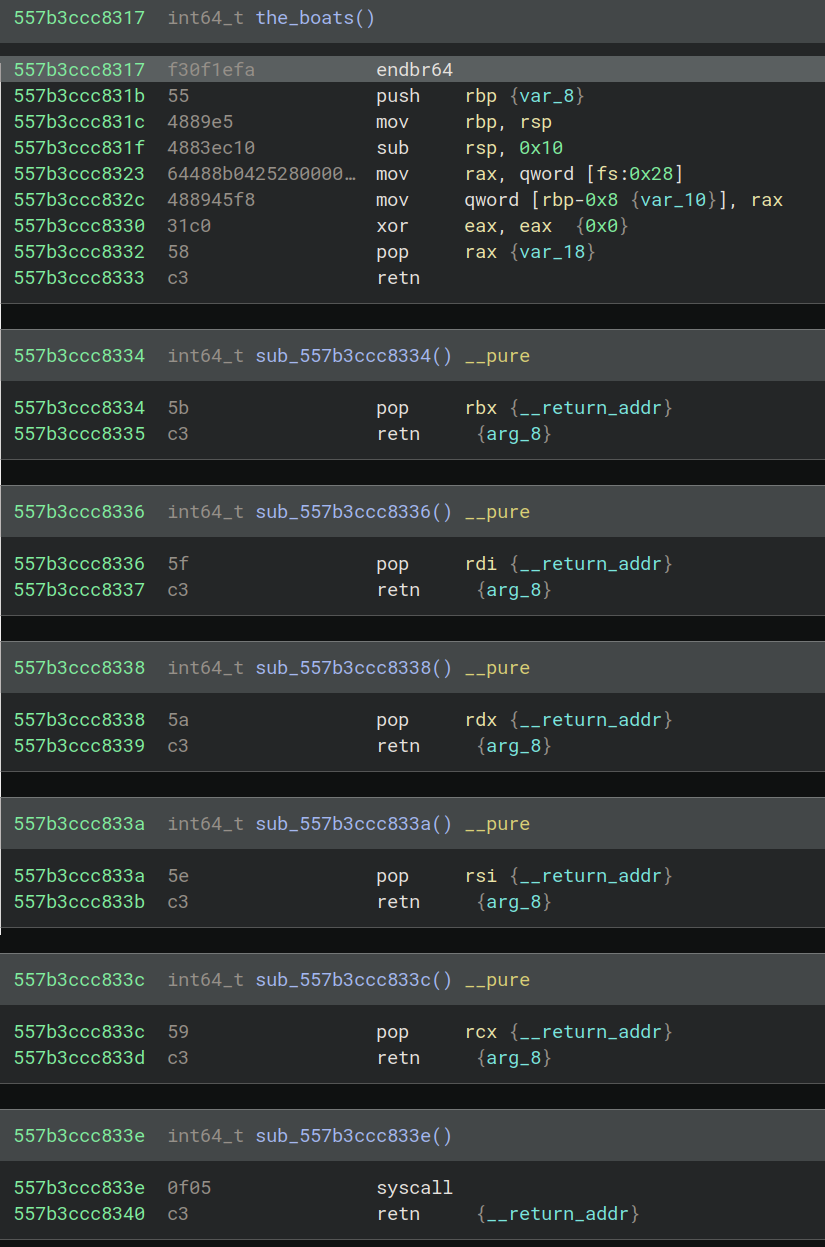 557b3ccc8317 int64_t the_boats()
557b3ccc8317 f30f1efa endbr64
557b3ccc831b 55 push rbp {var_8}
557b3ccc831c 4889e5 mov rbp, rsp
557b3ccc831f 4883ec10 sub rsp, 0x10
557b3ccc8323 64488b0425280000… mov rax, qword [fs:0x28]
557b3ccc832c 488945f8 mov qword [rbp-0x8 {var_10}], rax
557b3ccc8330 31c0 xor eax, eax {0x0}
557b3ccc8332 58 pop rax {var_18}
557b3ccc8333 c3 retn
557b3ccc8334 int64_t sub_557b3ccc8334() __pure
557b3ccc8334 5b pop rbx {__return_addr}
557b3ccc8335 c3 retn {arg_8}
557b3ccc8336 int64_t sub_557b3ccc8336() __pure
557b3ccc8336 5f pop rdi {__return_addr}
557b3ccc8337 c3 retn {arg_8}
557b3ccc8338 int64_t sub_557b3ccc8338() __pure
557b3ccc8338 5a pop rdx {__return_addr}
557b3ccc8339 c3 retn {arg_8}
557b3ccc833a int64_t sub_557b3ccc833a() __pure
557b3ccc833a 5e pop rsi {__return_addr}
557b3ccc833b c3 retn {arg_8}
557b3ccc833c int64_t sub_557b3ccc833c() __pure
557b3ccc833c 59 pop rcx {__return_addr}
557b3ccc833d c3 retn {arg_8}
557b3ccc833e int64_t sub_557b3ccc833e()
557b3ccc833e 0f05 syscall
557b3ccc8340 c3 retn {__return_addr}